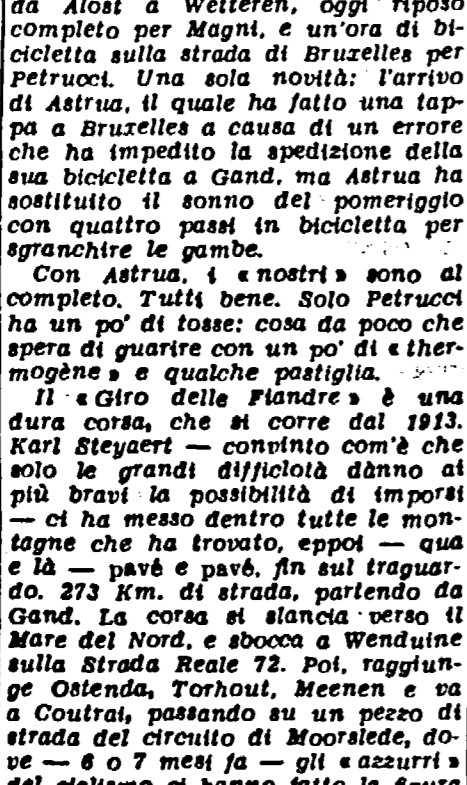 da Alost a Wetteren, oggi riposo
completo per Magni, e un'ora di bi-
cicletta sulla strada di Bruxelles per
Petrucci. Una sola novità: l'arrivo
di Astrua, il quale ha fatto una tap-
pa a Bruxelles a causa di un errore
che ha impedito la spedizione della
sua bicicletta a Gand, ma Astrua ha
sostituito il sonno del pomeriggio
con quattro passi in bicicletta per
sgranchire le gambe.
Con Astrua, i « nostri » sono al
completo. Tutti bene. Solo Petrucci
ha un po' di tosse: cosa da poco che
spera di guarire con un po' di « ther-
mogène » e qualche pastiglia.
Il « Giro delle Fiandre » è una
dura corsa, che si corre dal 1913.
Karl Steyaert — convinto com'è che
solo le grandi difficlotà dànno ai
più bravi la possibilità di imporsi
— ci ha messo dentro tutte le mon-
tagne che ha trovato, eppoi — qua
e là — pavé e pavé, fin sul traguar-
do. 273 Km. di strada, partendo da
Gand. La corsa si slancia verso il
Mare del Nord, e sbocca a Wenduine
sulla Strada Reale 72. Poi, raggiun-
ge Ostenda, Torhout, Meenen e va
a Coutrai, passando su un pezzo di
strada del circuito di Moorslede, do-
ve — 6 o 7 mesi fa — gli « azzurri »
del ciclismo ci hanno fatto la figura